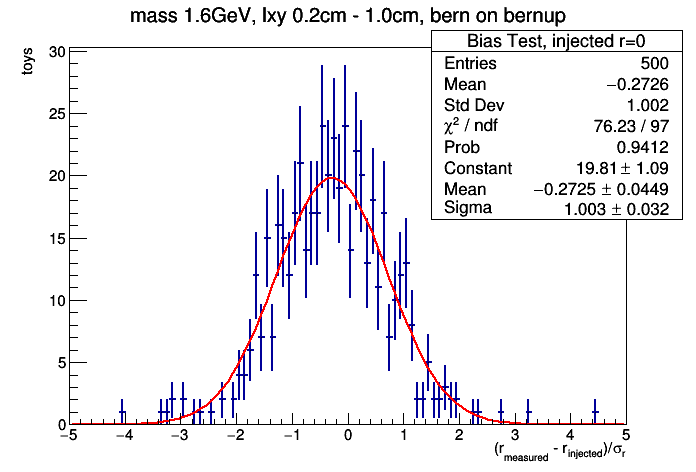 mass 1.6GeV, lxy 0.2cm - 1.0cm, bern on bernup
Bias Test, injected r=0
Entries 500
Mean −0.2726
Std Dev 1.002
χ² / ndf 76.23 / 97
Prob 0.9412
Constant 19.81 ± 1.09
Mean −0.2725 ± 0.0449
Sigma 1.003 ± 0.032
toys
30
25
20
15
10
5
0
−5 −4 −3 −2 −1 0 1 2 3 4 5
(r_measured - r_injected)/σ_r